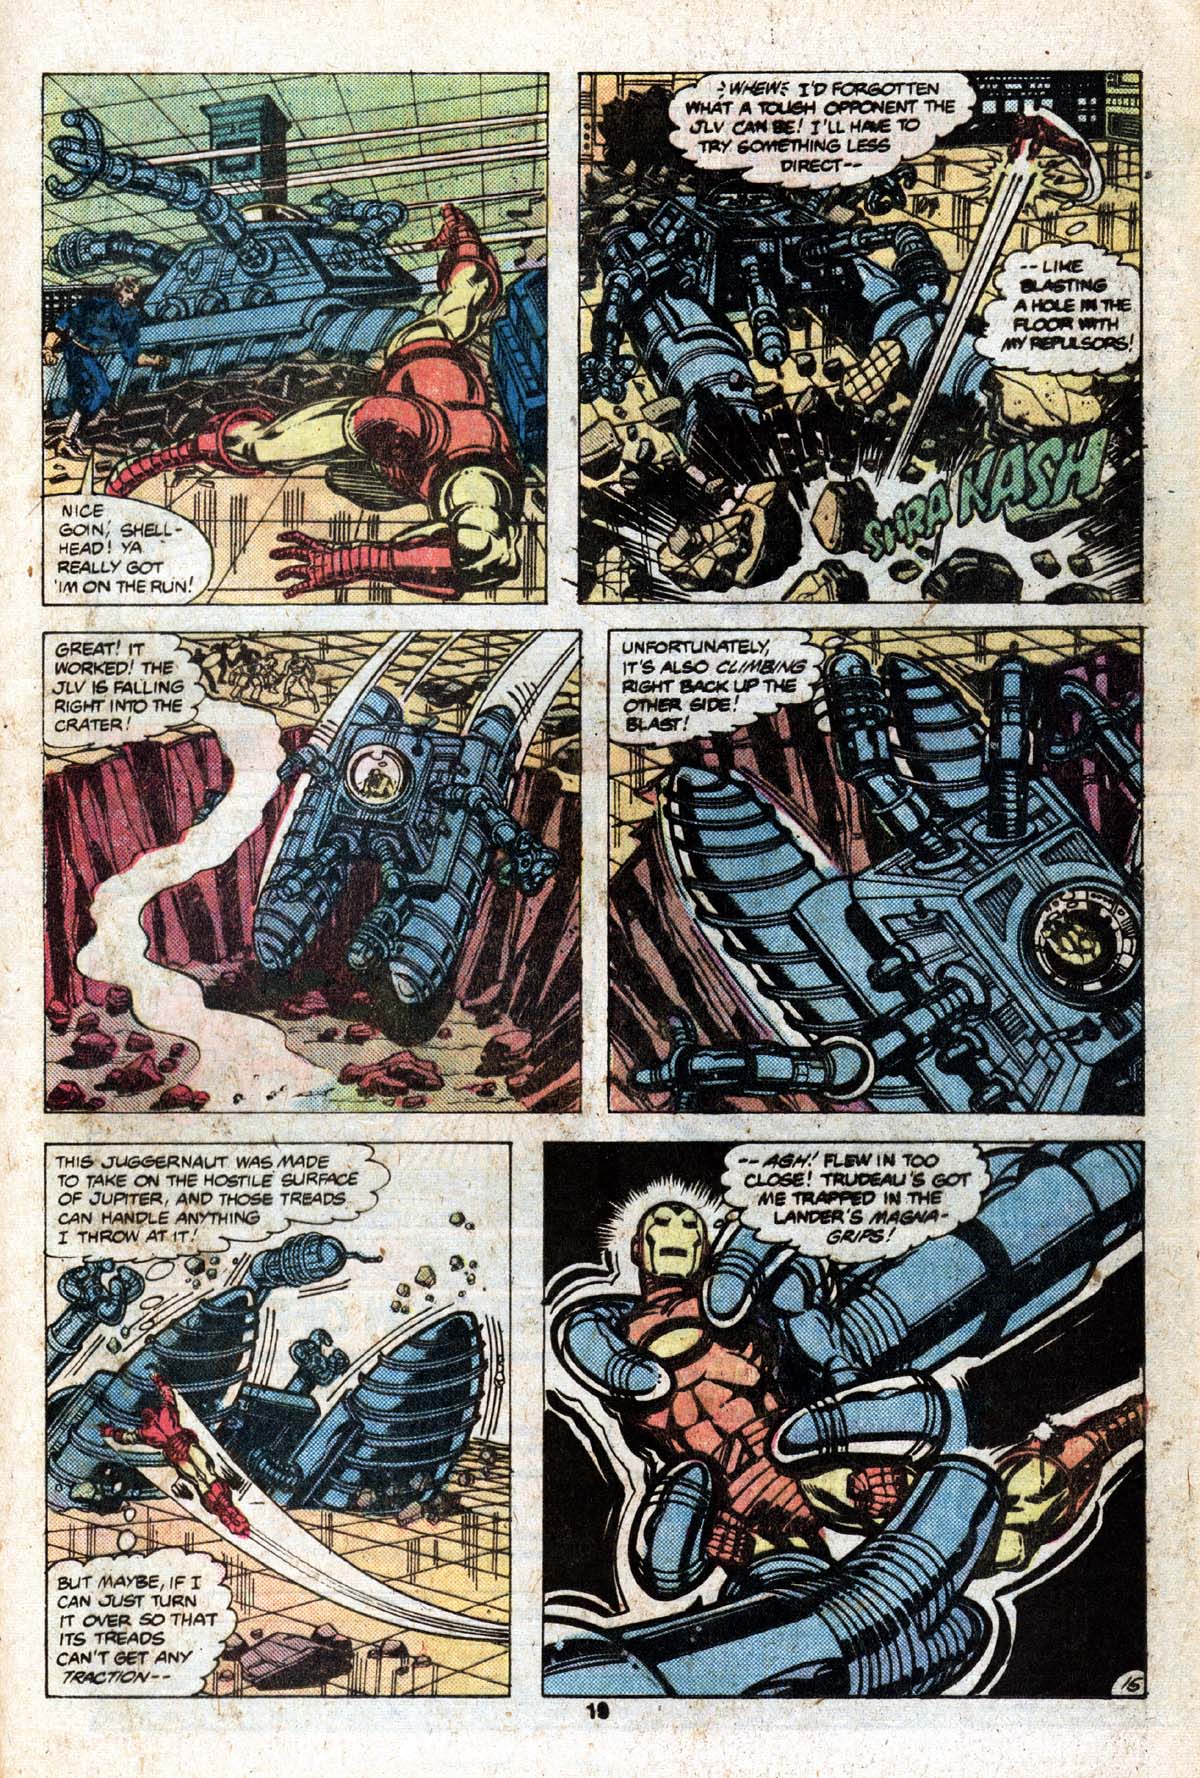 NICE
GOIN', SHELL-
HEAD! YA
REALLY GOT
'IM ON THE RUN!
WHEW! I'D FORGOTTEN
WHAT A TOUGH OPPONENT THE
JLV CAN BE! I'LL HAVE TO
TRY SOMETHING LESS
DIRECT--
--LIKE
BLASTING
A HOLE IN THE
FLOOR WITH
MY REPULSORS!
SHRA KASH
GREAT! IT
WORKED! THE
JLV IS FALLING
RIGHT INTO THE
CRATER!
UNFORTUNATELY,
IT'S ALSO CLIMBING
RIGHT BACK UP THE
OTHER SIDE!
BLAST!
THIS JUGGERNAUT WAS MADE
TO TAKE ON THE HOSTILE SURFACE
OF JUPITER, AND THOSE TREADS
CAN HANDLE ANYTHING
I THROW AT IT!
BUT MAYBE, IF I
CAN JUST TURN
IT OVER SO THAT
ITS TREADS
CAN'T GET ANY
TRACTION--
--AGH! FLEW IN TOO
CLOSE! TRUDEAU'S GOT
ME TRAPPED IN THE
LANDER'S MAGNA-
GRIPS!
15
19